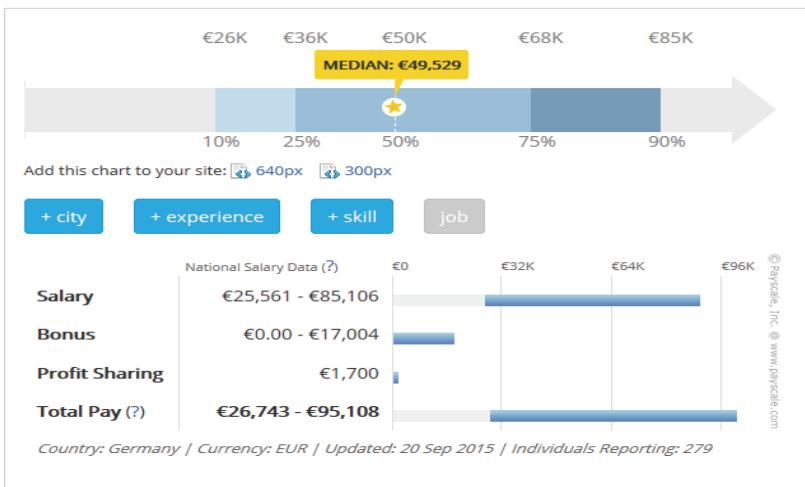 €26K €36K €50K €68K €85K
MEDIAN: €49,529
10% 25% 50% 75% 90%
Add this chart to your site: 640px 300px
+ city + experience + skill job
National Salary Data (?) €0 €32K €64K €96K
Salary €25,561 - €85,106
Bonus €0.00 - €17,004
Profit Sharing €1,700
Total Pay (?) €26,743 - €95,108
Country: Germany | Currency: EUR | Updated: 20 Sep 2015 | Individuals Reporting: 279
© Payscale, Inc. @ www.payscale.com